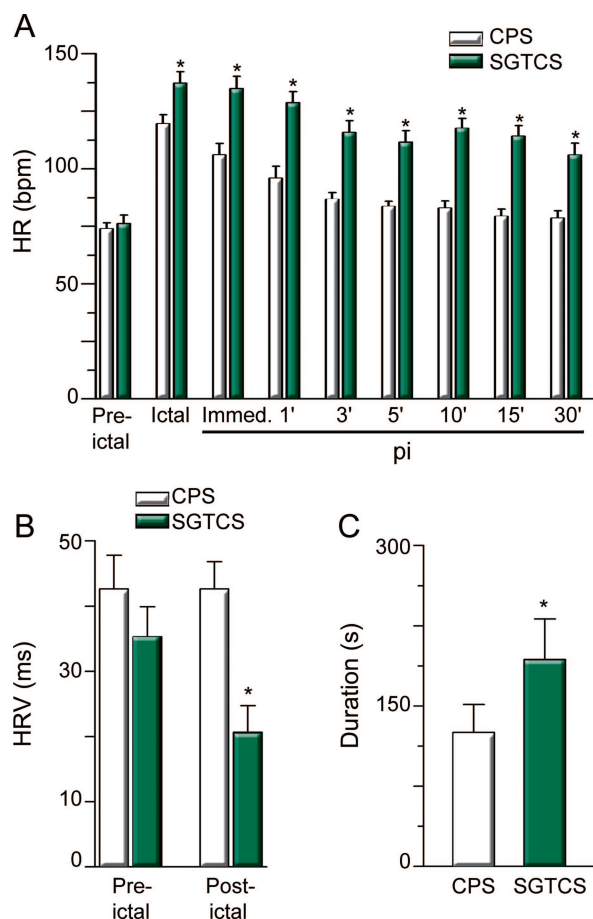 A
CPS
SGTCS
HR (bpm)
150
100
50
0
* * * * * * * *
Pre-ictal Ictal Immed. 1' 3' 5' 10' 15' 30'
pi
B
CPS
SGTCS
HRV (ms)
50
30
10
0
*
Pre-ictal Post-ictal
C
Duration (s)
300
150
0
*
CPS SGTCS